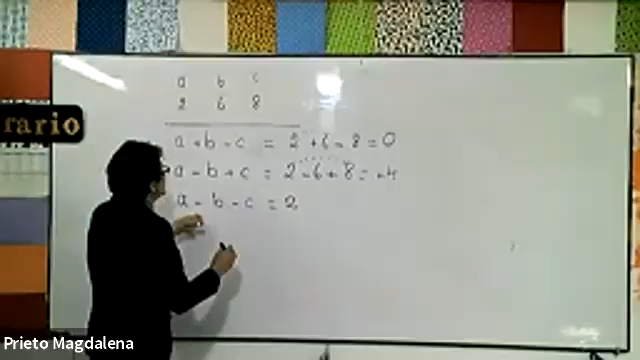 a b c
2 6 8
rario
a + b - c = 2 + 6 - 8 = 0
a - b + c = 2 - 6 + 8 = +4
a - b - c = 2
Prieto Magdalena